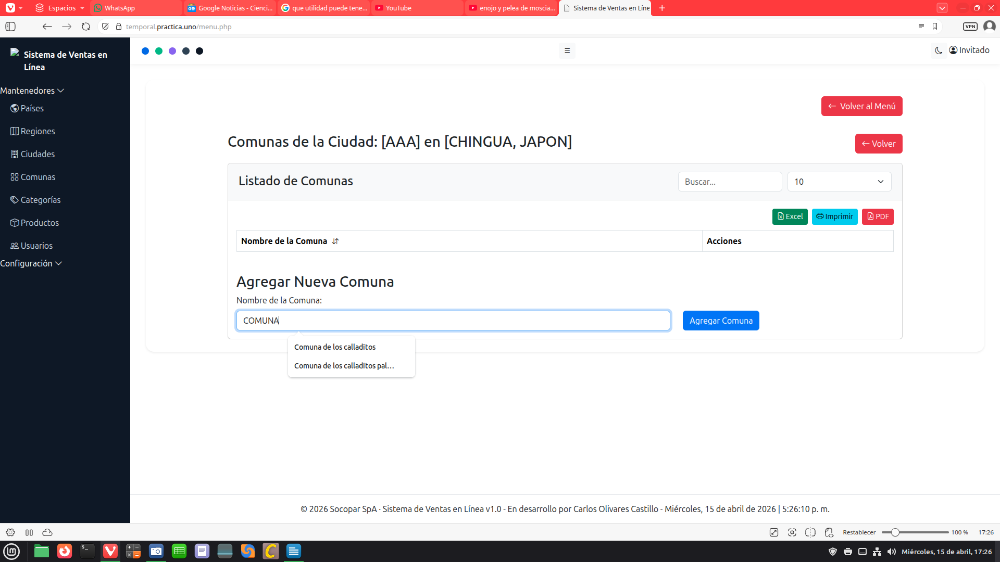 Espacios
WhatsApp
Google Noticias - Cienci...
que utilidad puede tene...
YouTube
enojo y pelea de moscia...
Sistema de Ventas en Líne
temporal.practica.uno/menu.php
VPN
Sistema de Ventas en
Línea
Invitado
Mantenedores
Países
Regiones
Ciudades
Comunas
Categorías
Productos
Usuarios
Configuración
Volver al Menú
Comunas de la Ciudad: [AAA] en [CHINGUA, JAPON]
Volver
Listado de Comunas
Buscar...
10
Excel
Imprimir
PDF
Nombre de la Comuna
Acciones
Agregar Nueva Comuna
Nombre de la Comuna:
COMUNA
Agregar Comuna
Comuna de los calladitos
Comuna de los calladitos pal...
© 2026 Socopar SpA · Sistema de Ventas en Línea v1.0 - En desarrollo por Carlos Olivares Castillo - Miércoles, 15 de abril de 2026 | 5:26:10 p. m.
Restablecer
100 %
17:26
Miércoles, 15 de abril, 17:26